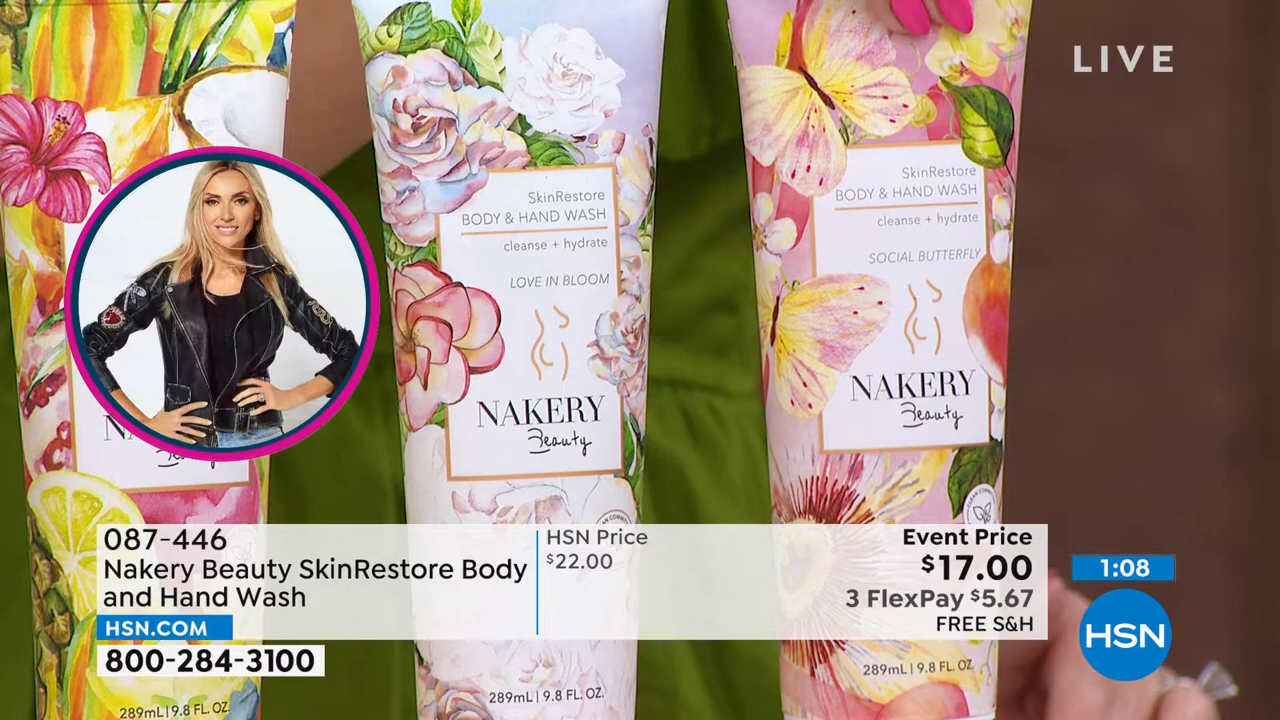 LIVE
SkinRestore
BODY & HAND WASH
cleanse + hydrate
LOVE IN BLOOM
NAKERY
Beauty
289mL | 9.8 FL. OZ.
SkinRestore
BODY & HAND WASH
cleanse + hydrate
SOCIAL BUTTERFLY
NAKERY
Beauty
289mL | 9.8 FL. OZ.
289mL | 9.8 FL. OZ.
087-446
Nakery Beauty SkinRestore Body
and Hand Wash
HSN.COM
800-284-3100
HSN Price
$22.00
Event Price
$17.00
3 FlexPay $5.67
FREE S&H
1:08
HSN